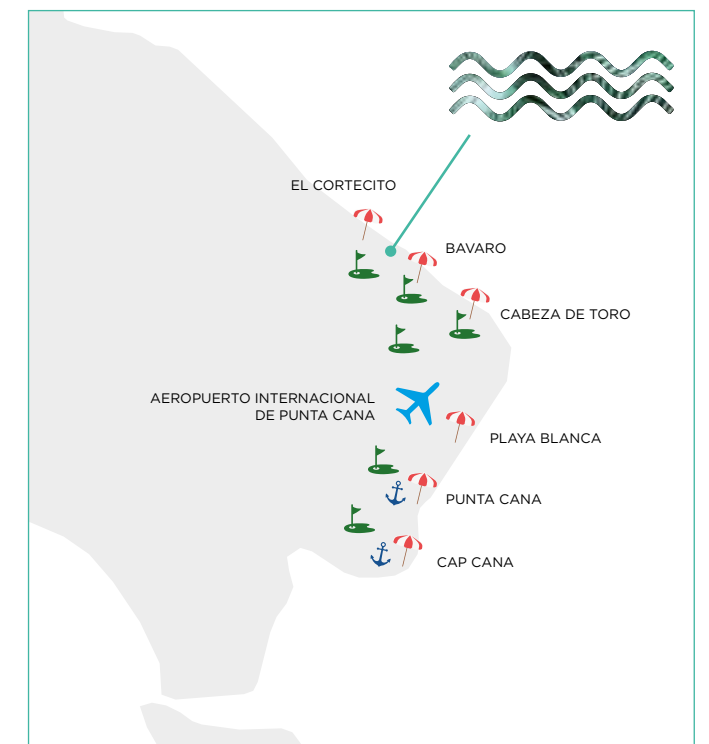 EL CORTECITO
BAVARO
CABEZA DE TORO
AEROPUERTO INTERNACIONAL
DE PUNTA CANA
PLAYA BLANCA
PUNTA CANA
CAP CANA